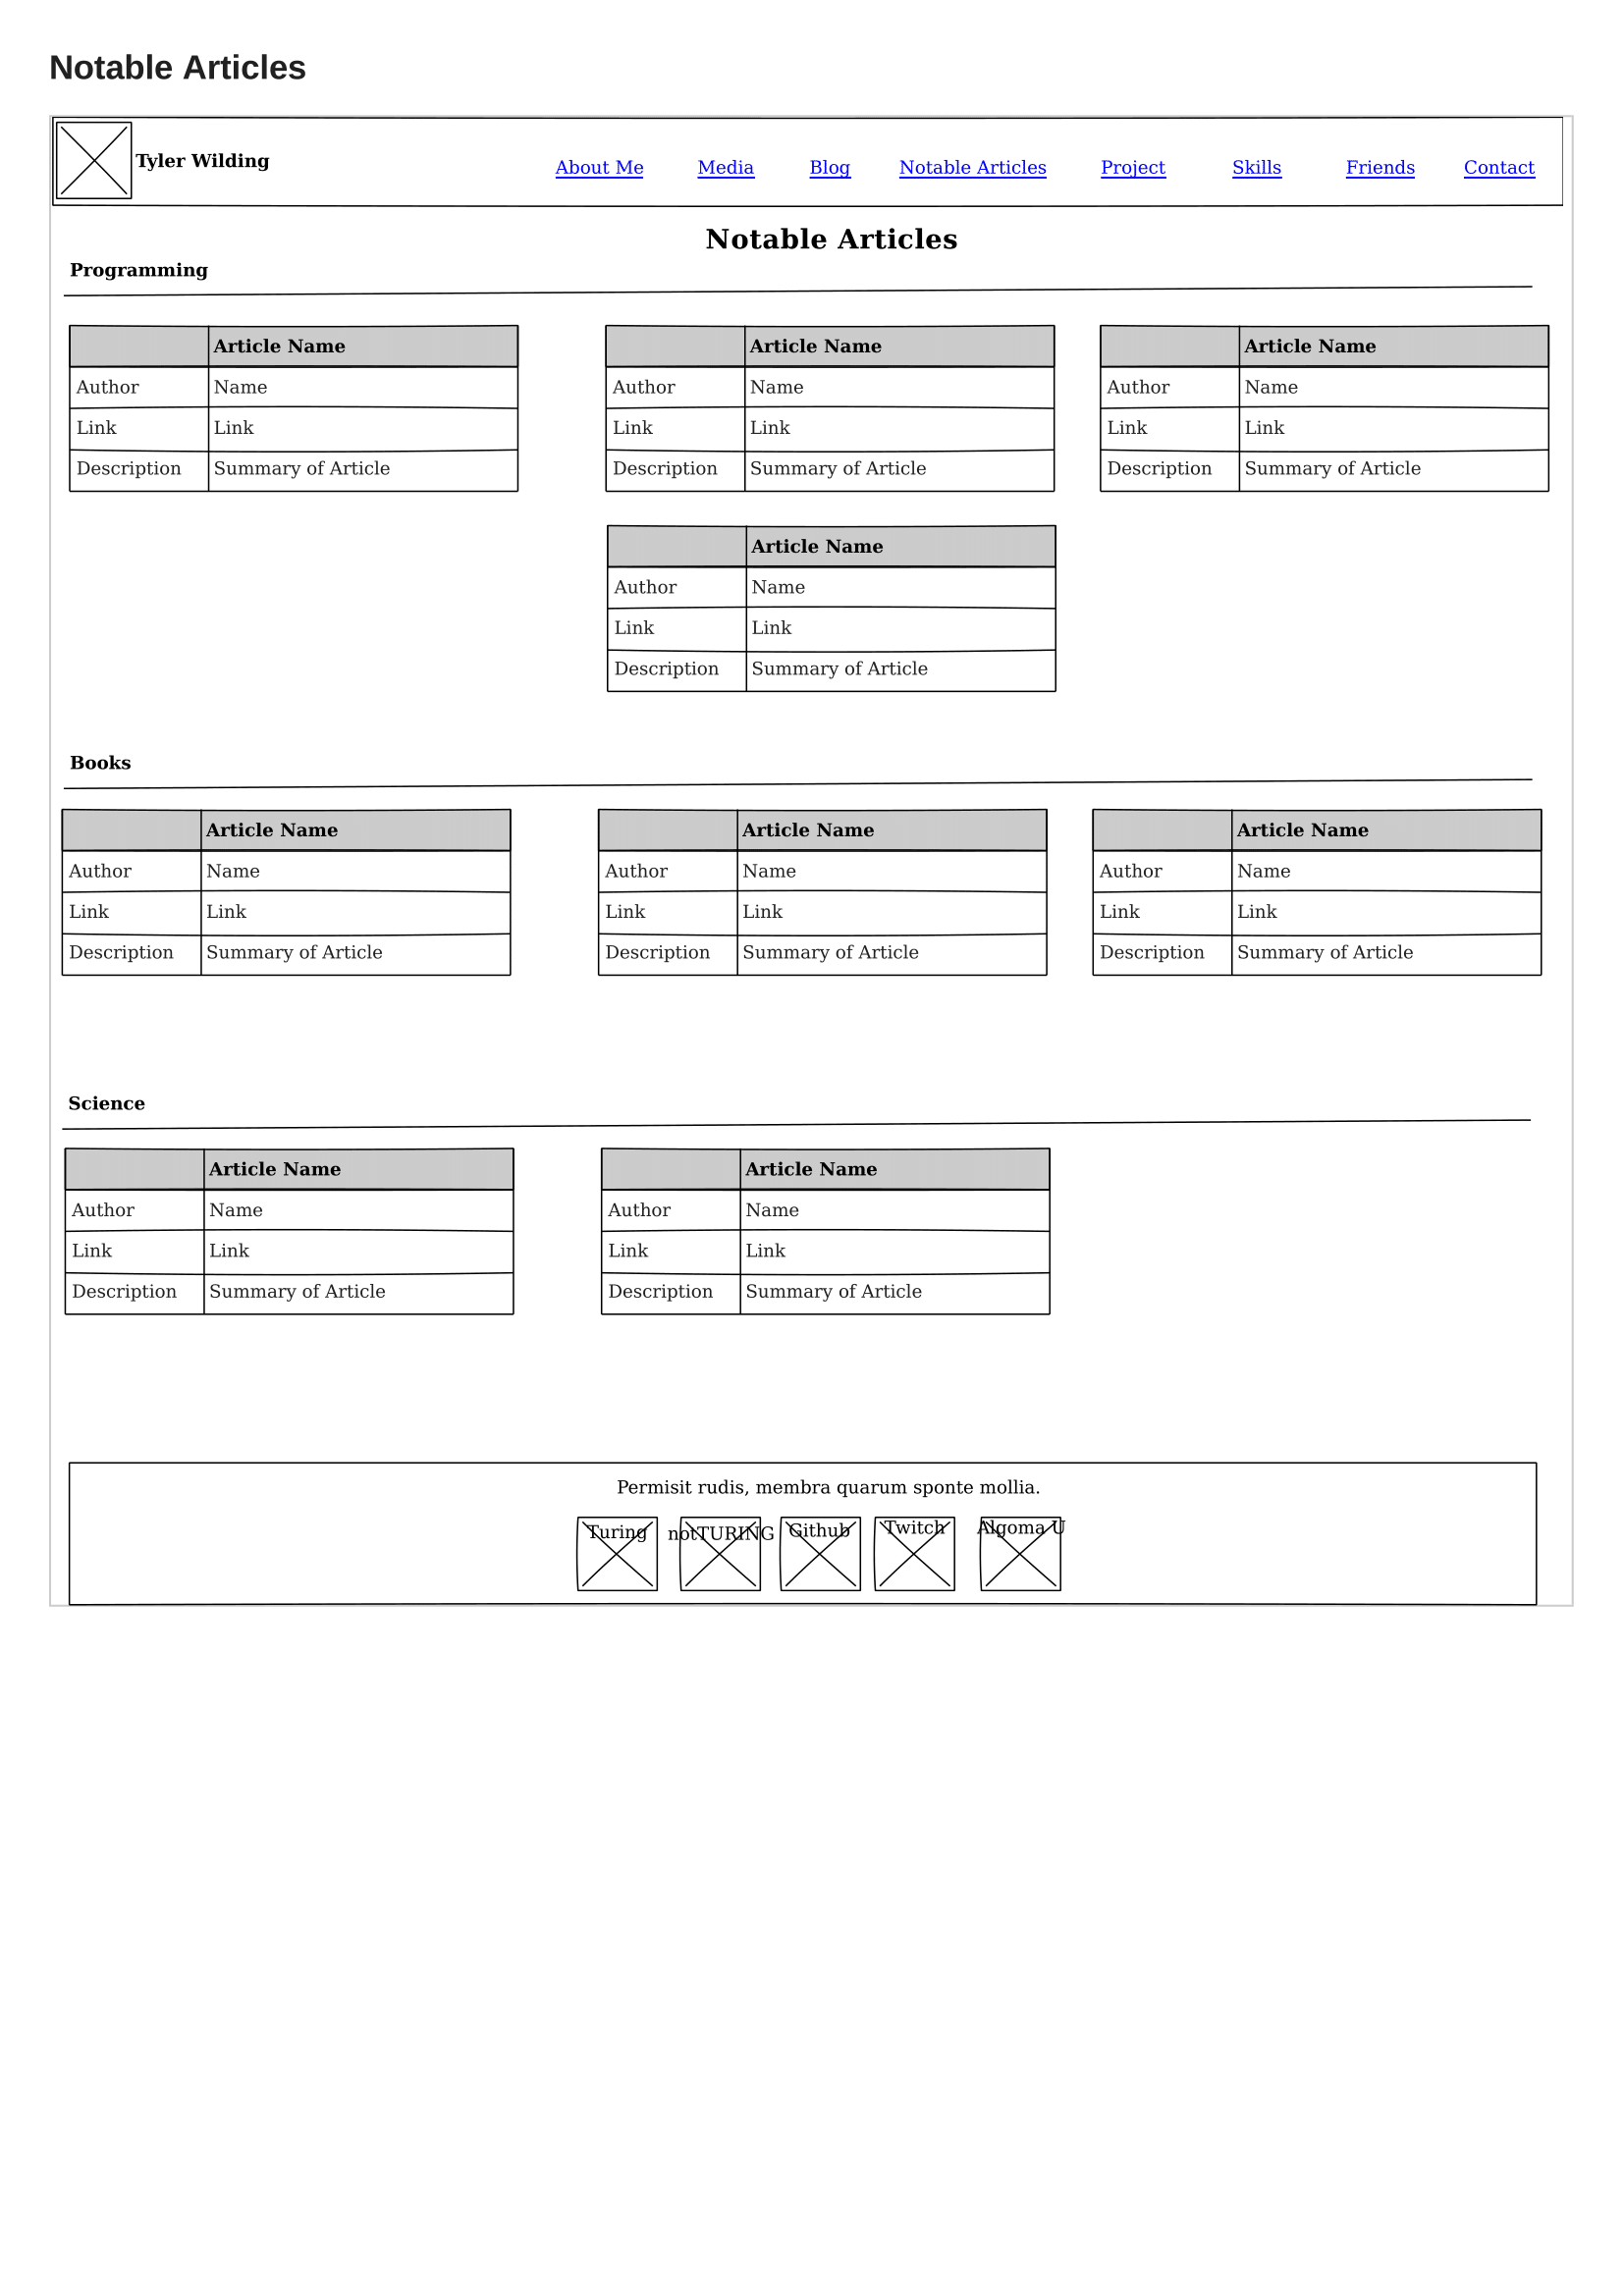 Notable Articles
Tyler Wilding About Me Media Blog Notable Articles Project Skills Friends Contact
Notable Articles
Programming
Article Name Article Name Article Name
Author Name Author Name Author Name
Link Link Link Link Link Link
Description Summary of Article Description Summary of Article Description Summary of Article
Article Name
Author Name
Link Link
Description Summary of Article
Books
Article Name Article Name Article Name
Author Name Author Name Author Name
Link Link Link Link Link Link
Description Summary of Article Description Summary of Article Description Summary of Article
Science
Article Name Article Name
Author Name Author Name
Link Link Link Link
Description Summary of Article Description Summary of Article
Permisit rudis, membra quarum sponte mollia.
Turing notTURING Github Twitch Algoma U